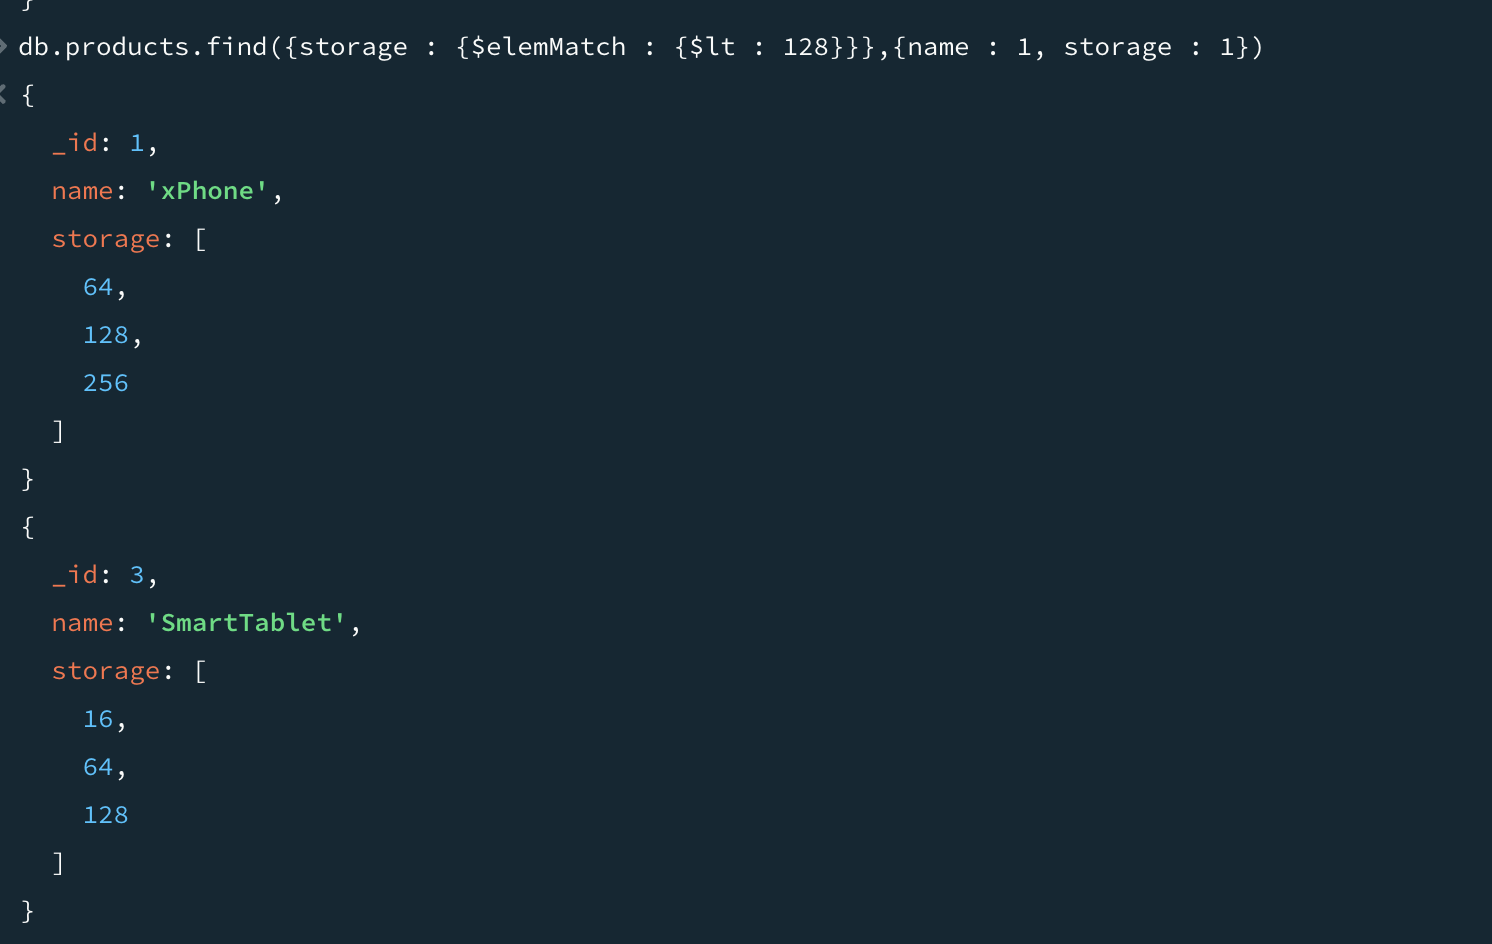 }
db.products.find({storage : {$elemMatch : {$lt : 128}}},{name : 1, storage : 1})
{
  _id: 1,
  name: 'xPhone',
  storage: [
    64,
    128,
    256
  ]
}
{
  _id: 3,
  name: 'SmartTablet',
  storage: [
    16,
    64,
    128
  ]
}